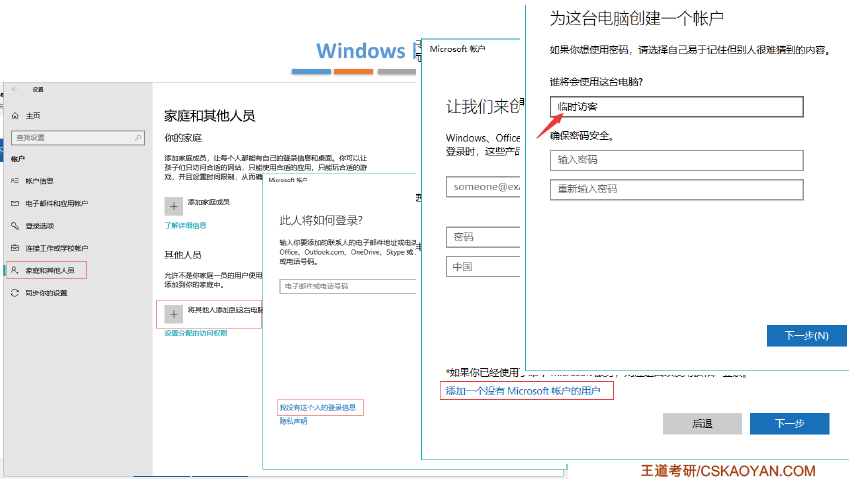 Windows
设置
主页
查找设置
帐户
帐户信息
电子邮件和应用帐户
登录选项
连接工作或学校帐户
家庭和其他人员
同步你的设置
家庭和其他人员
你的家庭
添加家庭成员，让每个人都能有自己的登录信息和桌面。你可以让
孩子们只访问合适的网站，只能使用合适的应用，只能玩合适的游
戏，并且设置时间限制，从而确
添加家庭成员
了解详细信息
其他人员
允许不是你家庭一员的用户使用
添加到你的家庭中。
将其他人添加到这台电脑
设置分配的访问权限
Microsoft 帐户
此人将如何登录?
输入你要添加的联系人的电子邮件地址或电话
Office、Outlook.com、OneDrive、Skype 或
或电话号码。
电子邮件或电话号码
我没有这个人的登录信息
隐私声明
Microsoft 帐户
让我们来创
Windows、Office
登录时，这些产品
someone@exa
密码
中国
*如果你已经使用了
添加一个没有 Microsoft 帐户的用户
后退
下一步
为这台电脑创建一个帐户
如果你想使用密码，请选择自己易于记住但别人很难猜到的内容。
谁将会使用这台电脑?
临时访客
确保密码安全。
输入密码
重新输入密码
下一步(N)
王道考研/CSKAOYAN.COM